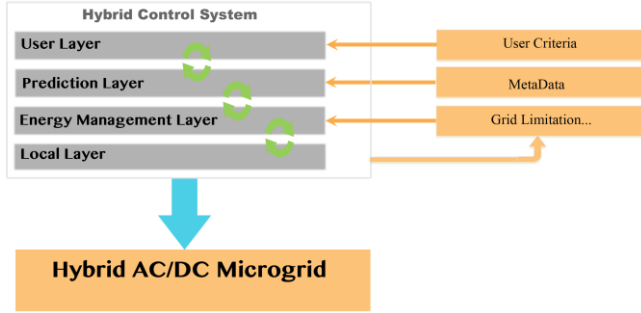 Hybrid Control System
User Layer
User Criteria
Prediction Layer
MetaData
Energy Management Layer
Grid Limitation...
Local Layer
Hybrid AC/DC Microgrid